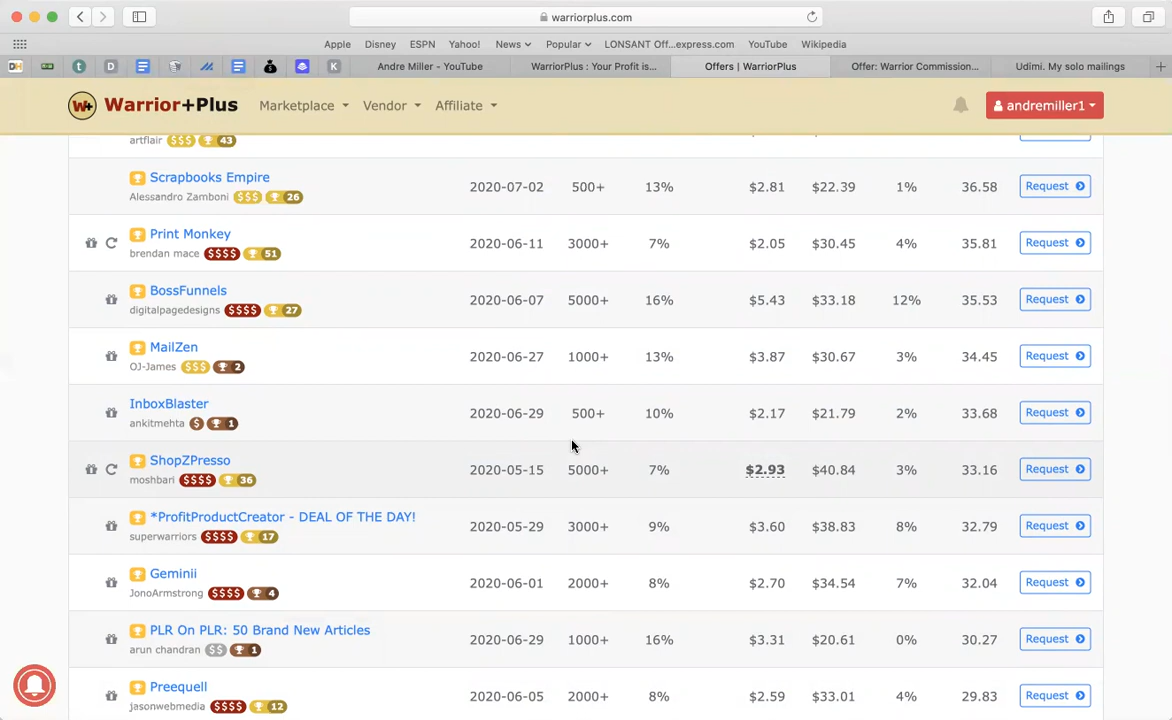 warriorplus.com
Apple Disney ESPN Yahoo! News Popular LONSANT Off...express.com YouTube Wikipedia
DH t D K Andre Miller - YouTube WarriorPlus : Your Profit is... Offers | WarriorPlus Offer: Warrior Commission... Udimi. My solo mailings
W+ Warrior+Plus Marketplace Vendor Affiliate andremiller1
artflair $$$ 43
Scrapbooks Empire 2020-07-02 500+ 13% $2.81 $22.39 1% 36.58 Request
Alessandro Zamboni $$$ 26
Print Monkey 2020-06-11 3000+ 7% $2.05 $30.45 4% 35.81 Request
brendan mace $$$$ 51
BossFunnels 2020-06-07 5000+ 16% $5.43 $33.18 12% 35.53 Request
digitalpagedesigns $$$$ 27
MailZen 2020-06-27 1000+ 13% $3.87 $30.67 3% 34.45 Request
OJ-James $$$ 2
InboxBlaster 2020-06-29 500+ 10% $2.17 $21.79 2% 33.68 Request
ankitmehta $ 1
ShopZPresso 2020-05-15 5000+ 7% $2.93 $40.84 3% 33.16 Request
moshbari $$$$ 36
*ProfitProductCreator - DEAL OF THE DAY! 2020-05-29 3000+ 9% $3.60 $38.83 8% 32.79 Request
superwarriors $$$$ 17
Geminii 2020-06-01 2000+ 8% $2.70 $34.54 7% 32.04 Request
JonoArmstrong $$$$ 4
PLR On PLR: 50 Brand New Articles 2020-06-29 1000+ 16% $3.31 $20.61 0% 30.27 Request
arun chandran $$ 1
Preequell 2020-06-05 2000+ 8% $2.59 $33.01 4% 29.83 Request
jasonwebmedia $$$$ 12